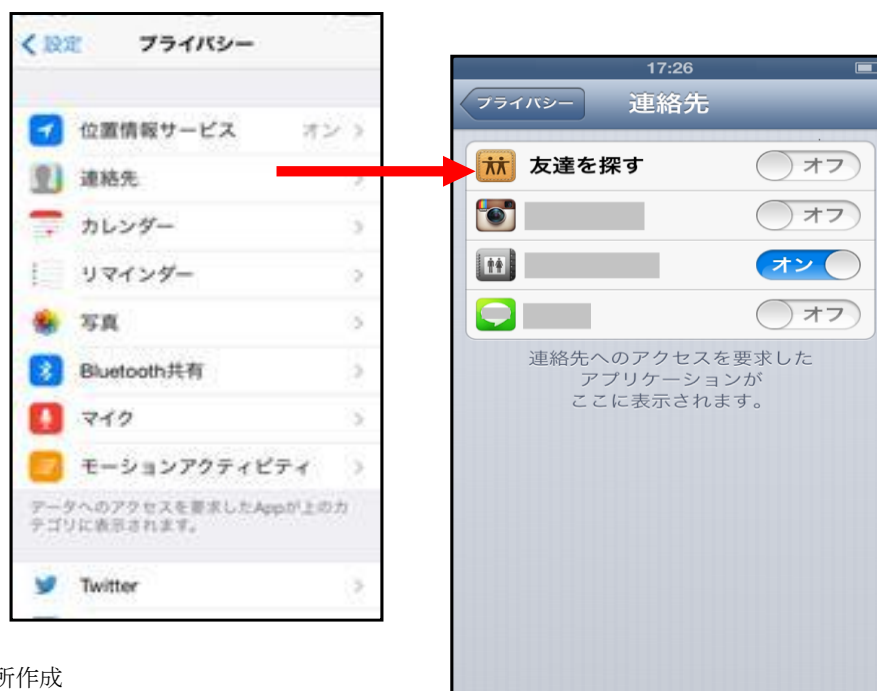 設定
プライバシー
位置情報サービス オン
連絡先
カレンダー
リマインダー
写真
Bluetooth共有
マイク
モーションアクティビティ
データへのアクセスを要求したAppが上のカ
テゴリに表示されます。
Twitter
17:26
プライバシー 連絡先
友達を探す オフ
オフ
オン
オフ
連絡先へのアクセスを要求した
アプリケーションが
ここに表示されます。
所作成